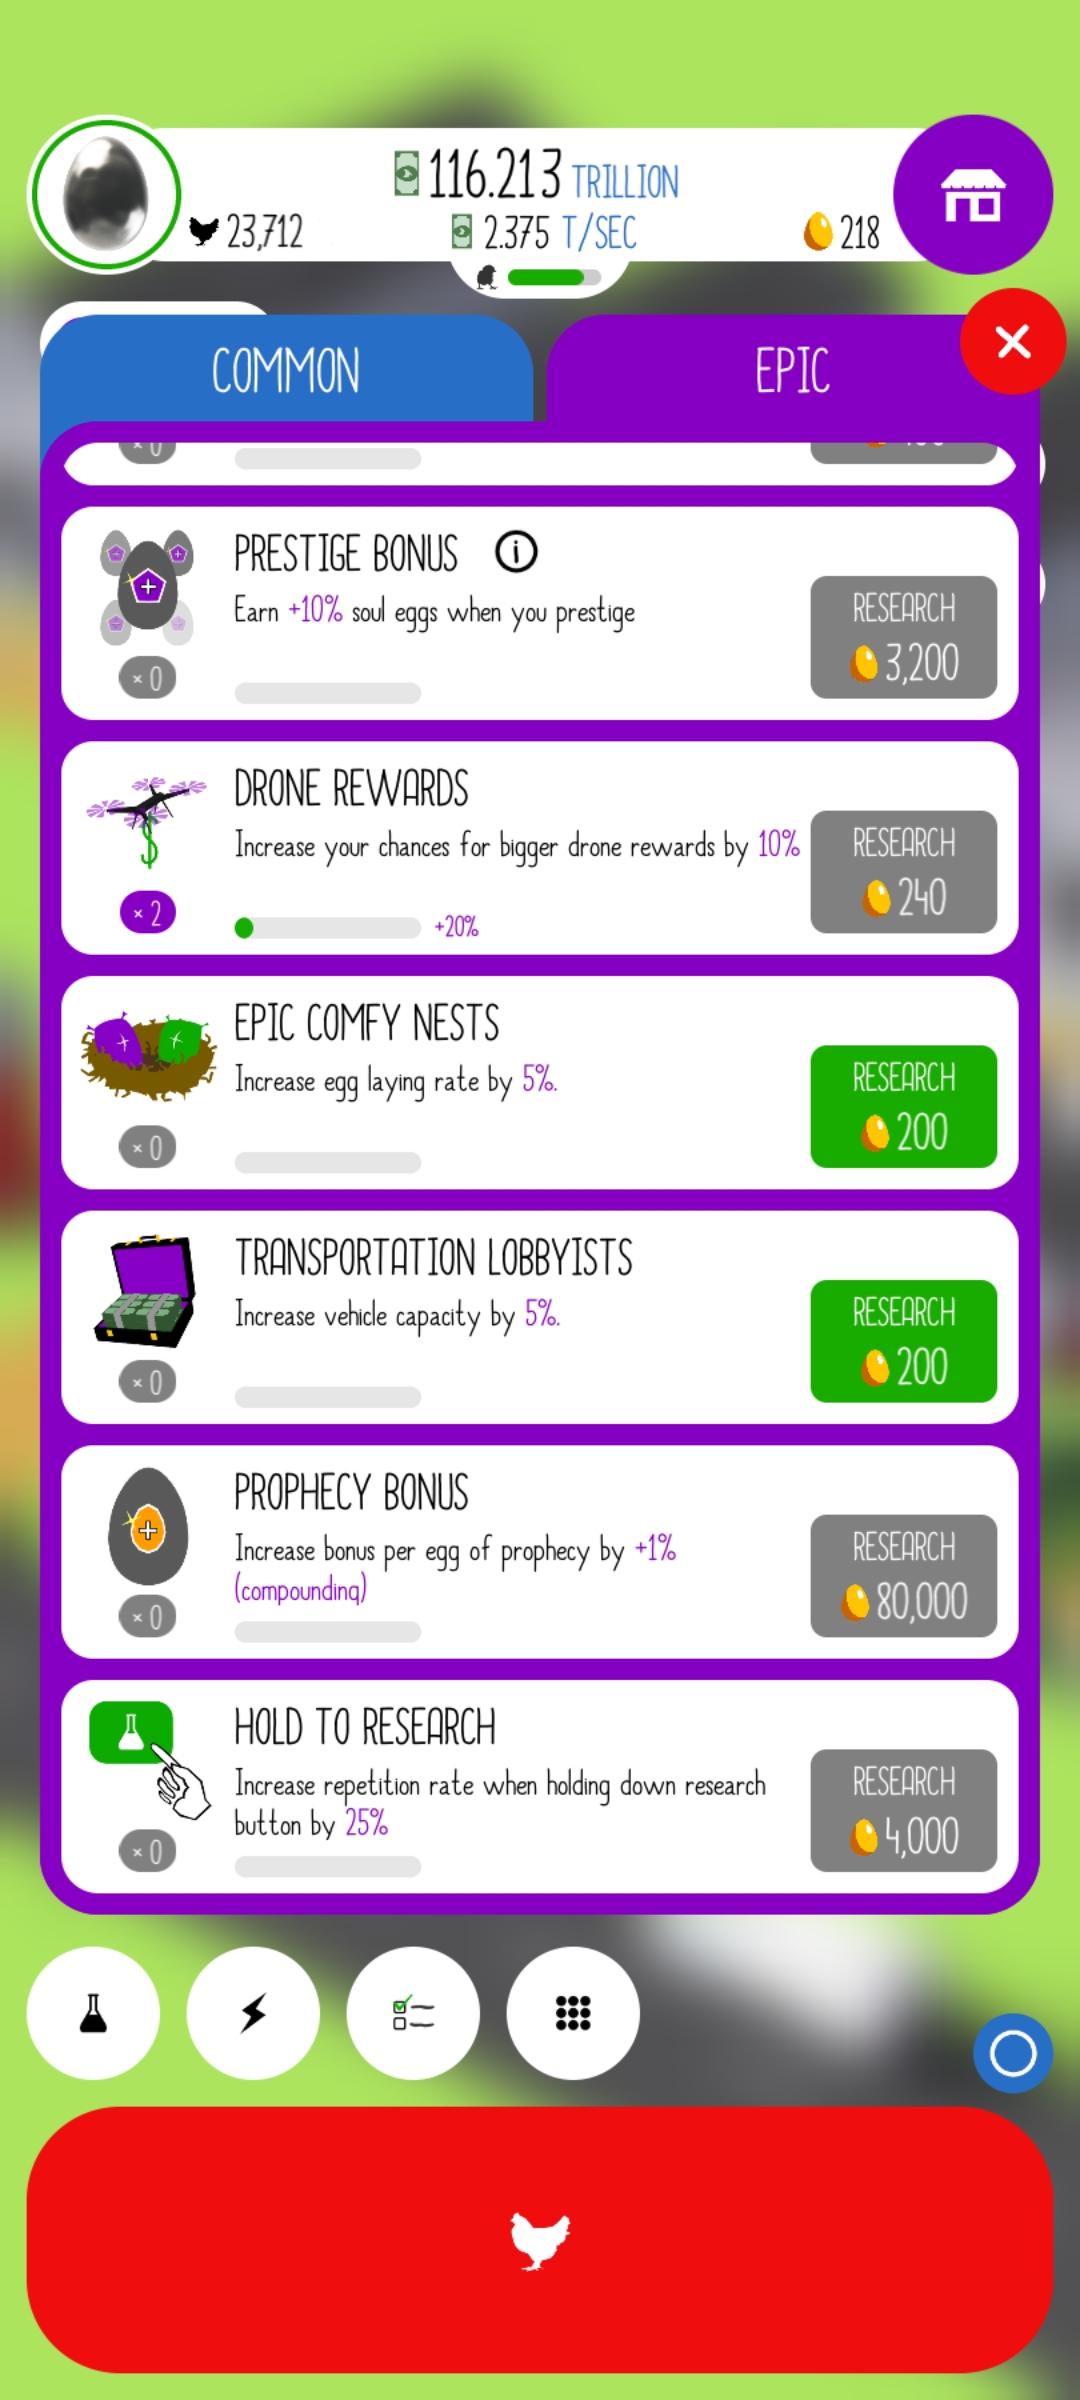 116.213 TRILLION
23,712
2.375 T/SEC
218
COMMON
EPIC
× 0
PRESTIGE BONUS
Earn +10% soul eggs when you prestige
RESEARCH
3,200
× 0
DRONE REWARDS
Increase your chances for bigger drone rewards by 10%
RESEARCH
240
× 2
+20%
EPIC COMFY NESTS
Increase egg laying rate by 5%.
RESEARCH
200
× 0
TRANSPORTATION LOBBYISTS
Increase vehicle capacity by 5%.
RESEARCH
200
× 0
PROPHECY BONUS
Increase bonus per egg of prophecy by +1%
(compounding)
RESEARCH
80,000
× 0
HOLD TO RESEARCH
Increase repetition rate when holding down research
button by 25%
RESEARCH
4,000
× 0